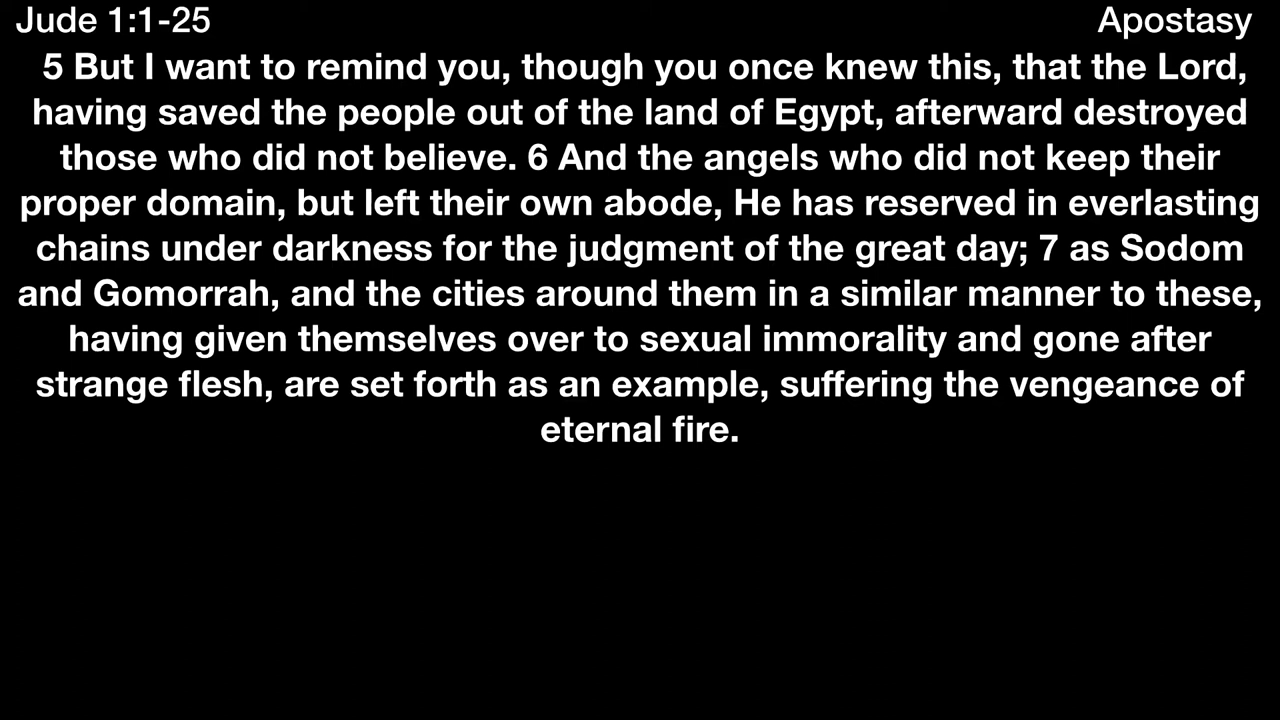 Jude 1:1-25
Apostasy
5 But I want to remind you, though you once knew this, that the Lord,
having saved the people out of the land of Egypt, afterward destroyed
those who did not believe. 6 And the angels who did not keep their
proper domain, but left their own abode, He has reserved in everlasting
chains under darkness for the judgment of the great day; 7 as Sodom
and Gomorrah, and the cities around them in a similar manner to these,
having given themselves over to sexual immorality and gone after
strange flesh, are set forth as an example, suffering the vengeance of
eternal fire.